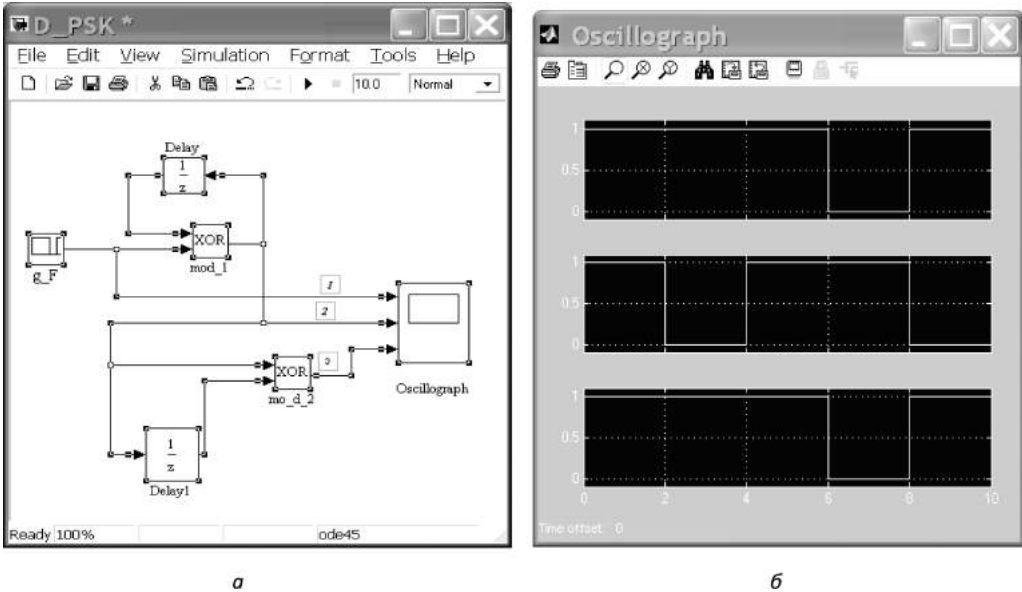 D_PSK *
File Edit View Simulation Format Tools Help
10.0 Normal
Delay
1
z
XOR
mod_1
g_F
1
2
3
XOR
mo_d_2
Oscillograph
1
z
Delay1
Ready 100% ode45
а
Oscillograph
1
0.5
0
1
0.5
0
1
0.5
0
0 2 4 6 8 10
Time offset: 0
б